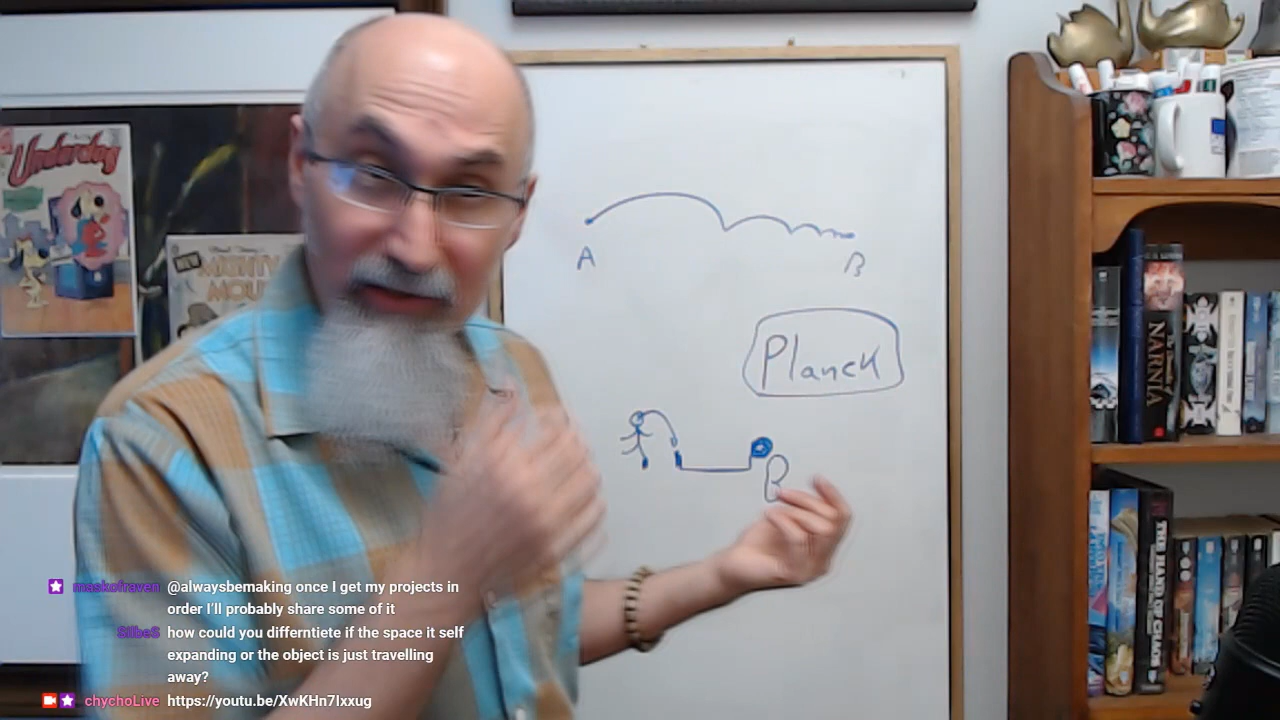 Underdog
NEW
MIGHTY
MOU
A
B
Planck
B
NARNIA
THE HAND OF CHAOS
maskofraven @alwaysbemaking once I get my projects in
order I'll probably share some of it
SilbeS how could you differntiete if the space it self
expanding or the object is just travelling
away?
chychoLive https://youtu.be/XwKHn7Ixxug